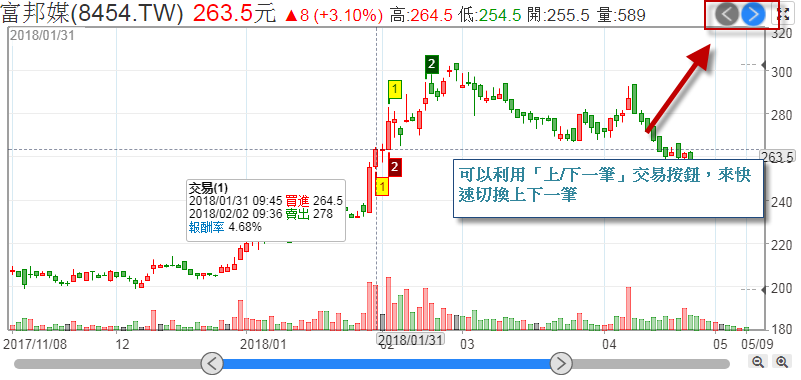 富邦媒(8454.TW) 263.5元 ▲8 (+3.10%) 高:264.5 低:254.5 開:255.5 量:589
2018/01/31
320
300
280
263.5
260
240
220
200
180
2
1
2
1
交易(1)
2018/01/31 09:45 買進 264.5
2018/02/02 09:36 賣出 278
報酬率 4.68%
可以利用「上/下一筆」交易按鈕，來快
速切換上下一筆
2017/11/08 12 2018/01 02 03 04 05 05/09
2018/01/31